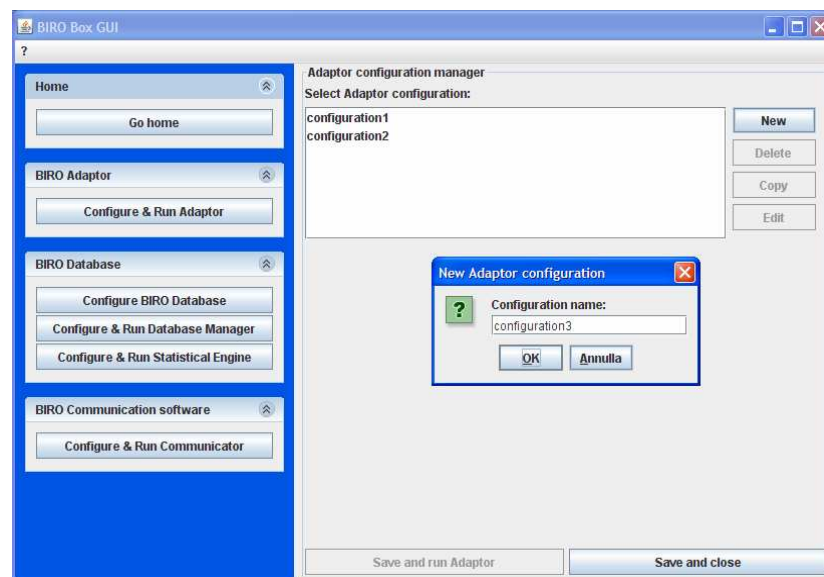 BIRO Box GUI
?
Home
Go home
BIRO Adaptor
Configure & Run Adaptor
BIRO Database
Configure BIRO Database
Configure & Run Database Manager
Configure & Run Statistical Engine
BIRO Communication software
Configure & Run Communicator
Adaptor configuration manager
Select Adaptor configuration:
configuration1
configuration2
New
Delete
Copy
Edit
New Adaptor configuration
?
Configuration name:
configuration3
OK
Annulla
Save and run Adaptor
Save and close